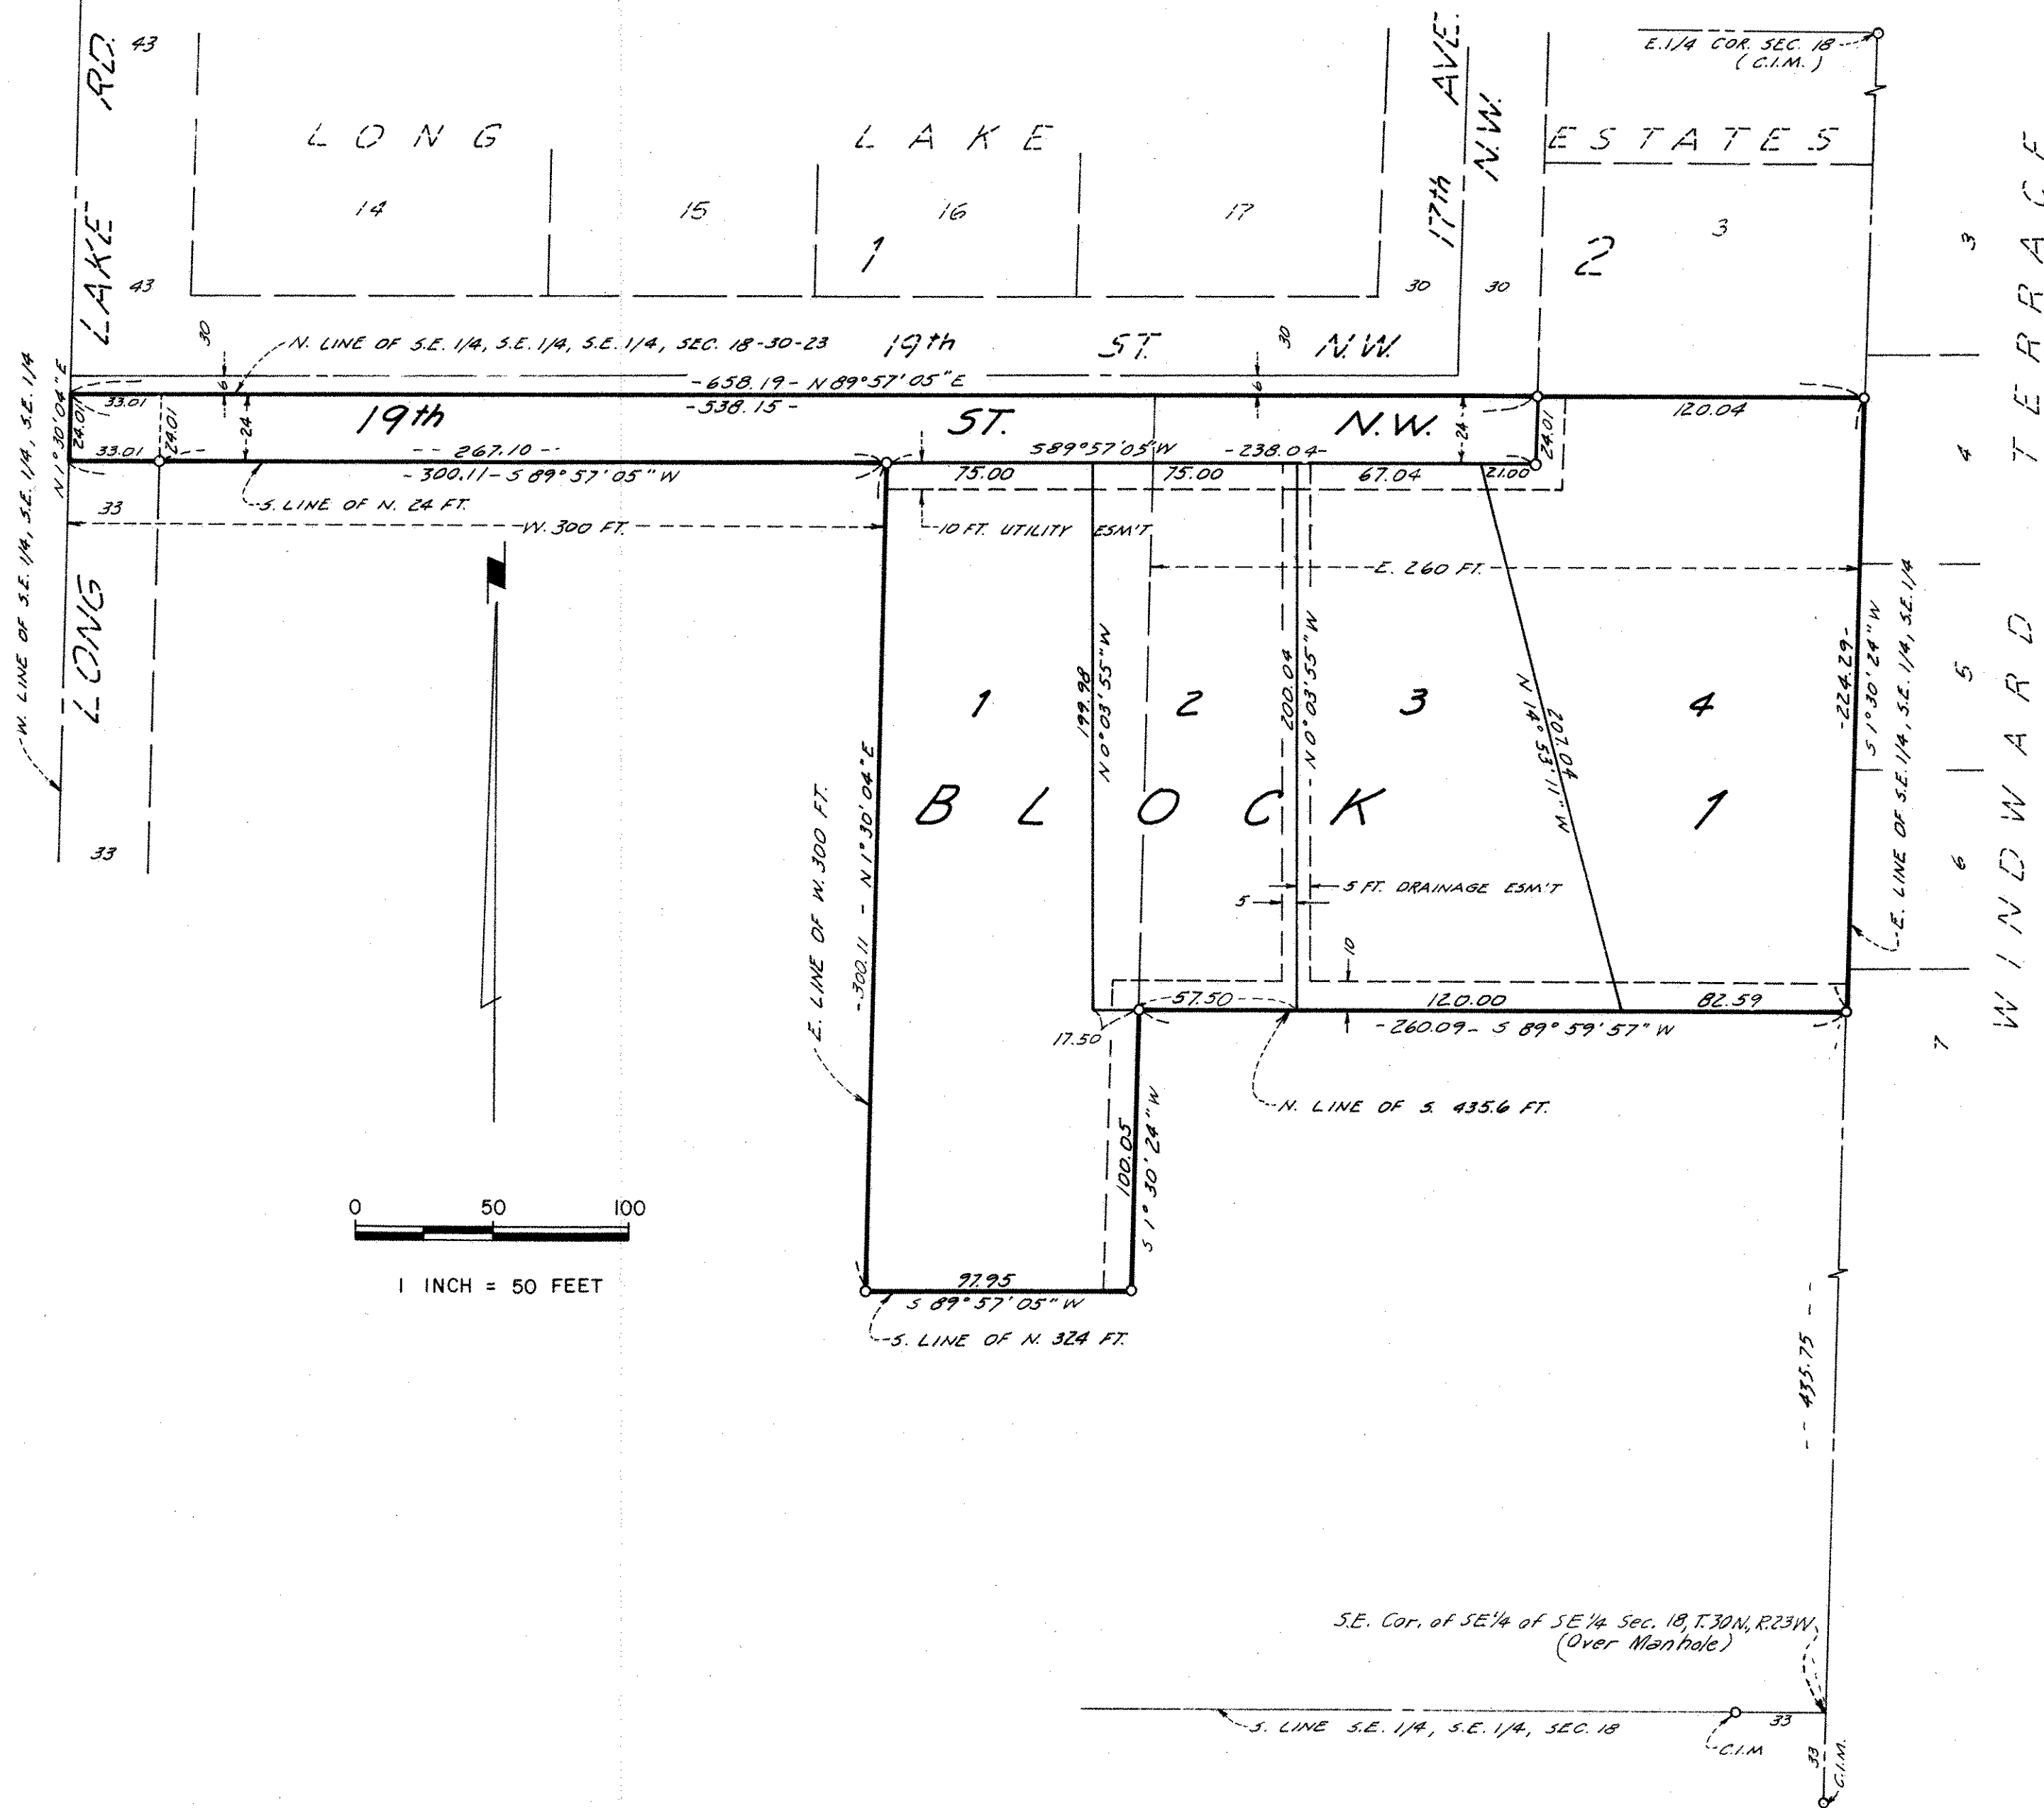 LAKE RD.
43
43
LONG LAKE ESTATES
14
15
16
17
1
17th AVE. N.W.
30
30
2
3
E. 1/4 COR. SEC. 18
( C.I.M. )
WINDWARD TERRACE
3
4
5
6
7
30
6
N. LINE OF S.E. 1/4, S.E. 1/4, S.E. 1/4, SEC. 18-30-23
19th ST. N.W.
30
6
-658.19- N 89°57'05"E
-538.15-
120.04
W. LINE OF S.E. 1/4, S.E. 1/4, S.E. 1/4
N 1°30'04"E
24.01
33.01
24.01
-24-
33.01
19th ST. N.W.
-24-
24.01
-- 267.10 --
-300.11- S 89°57'05"W
S 89°57'05"W -238.04-
75.00
75.00
67.04
21.00
33
S. LINE OF N. 24 FT.
W. 300 FT.
10 FT. UTILITY ESM'T
E. 260 FT.
LONG
33
1
2
3
4
BLOCK 1
199.98
N 0°03'55"W
200.04
N 0°03'55"W
207.04
N 14°53'11"W
-224.29-
S 1°30'24"W
E. LINE OF S.E. 1/4, S.E. 1/4, S.E. 1/4
E. LINE OF W. 300 FT.
-300.11 - N 1°30'04"E
5 FT. DRAINAGE ESM'T
5
10
57.50
120.00
82.59
17.50
-260.09- S 89°59'57"W
N. LINE OF S. 435.6 FT.
100.05
S 1°30'24"W
97.95
S 89°57'05"W
S. LINE OF N. 324 FT.
0 50 100
1 INCH = 50 FEET
-- 435.75 --
S.E. Cor. of SE 1/4 of SE 1/4 Sec. 18, T.30N., R.23W.
(Over Manhole)
S. LINE S.E. 1/4, S.E. 1/4, SEC. 18
33
C.I.M
33
C.I.M.